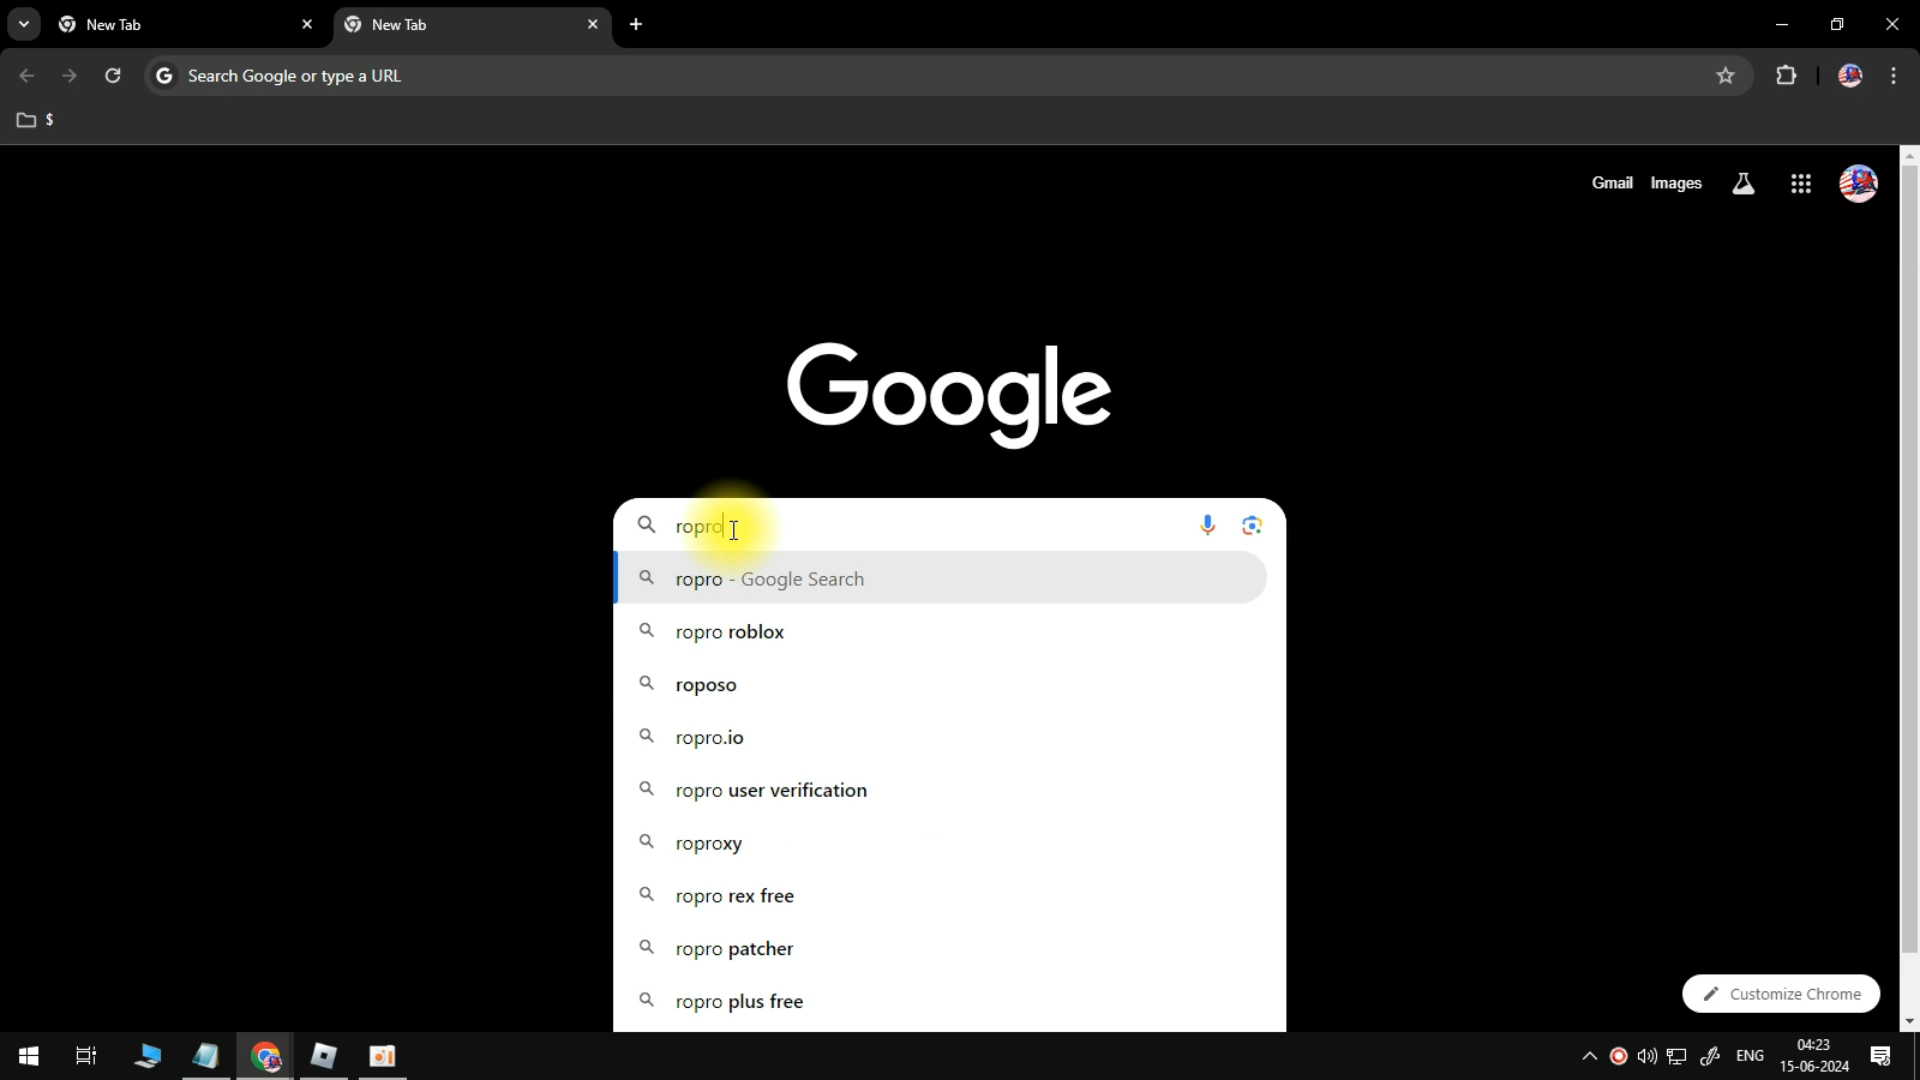 New Tab
New Tab
Search Google or type a URL
$
Gmail Images
Google
ropro
ropro - Google Search
ropro roblox
roposo
ropro.io
ropro user verification
roproxy
ropro rex free
ropro patcher
ropro plus free
Customize Chrome
ENG
04:23
15-06-2024